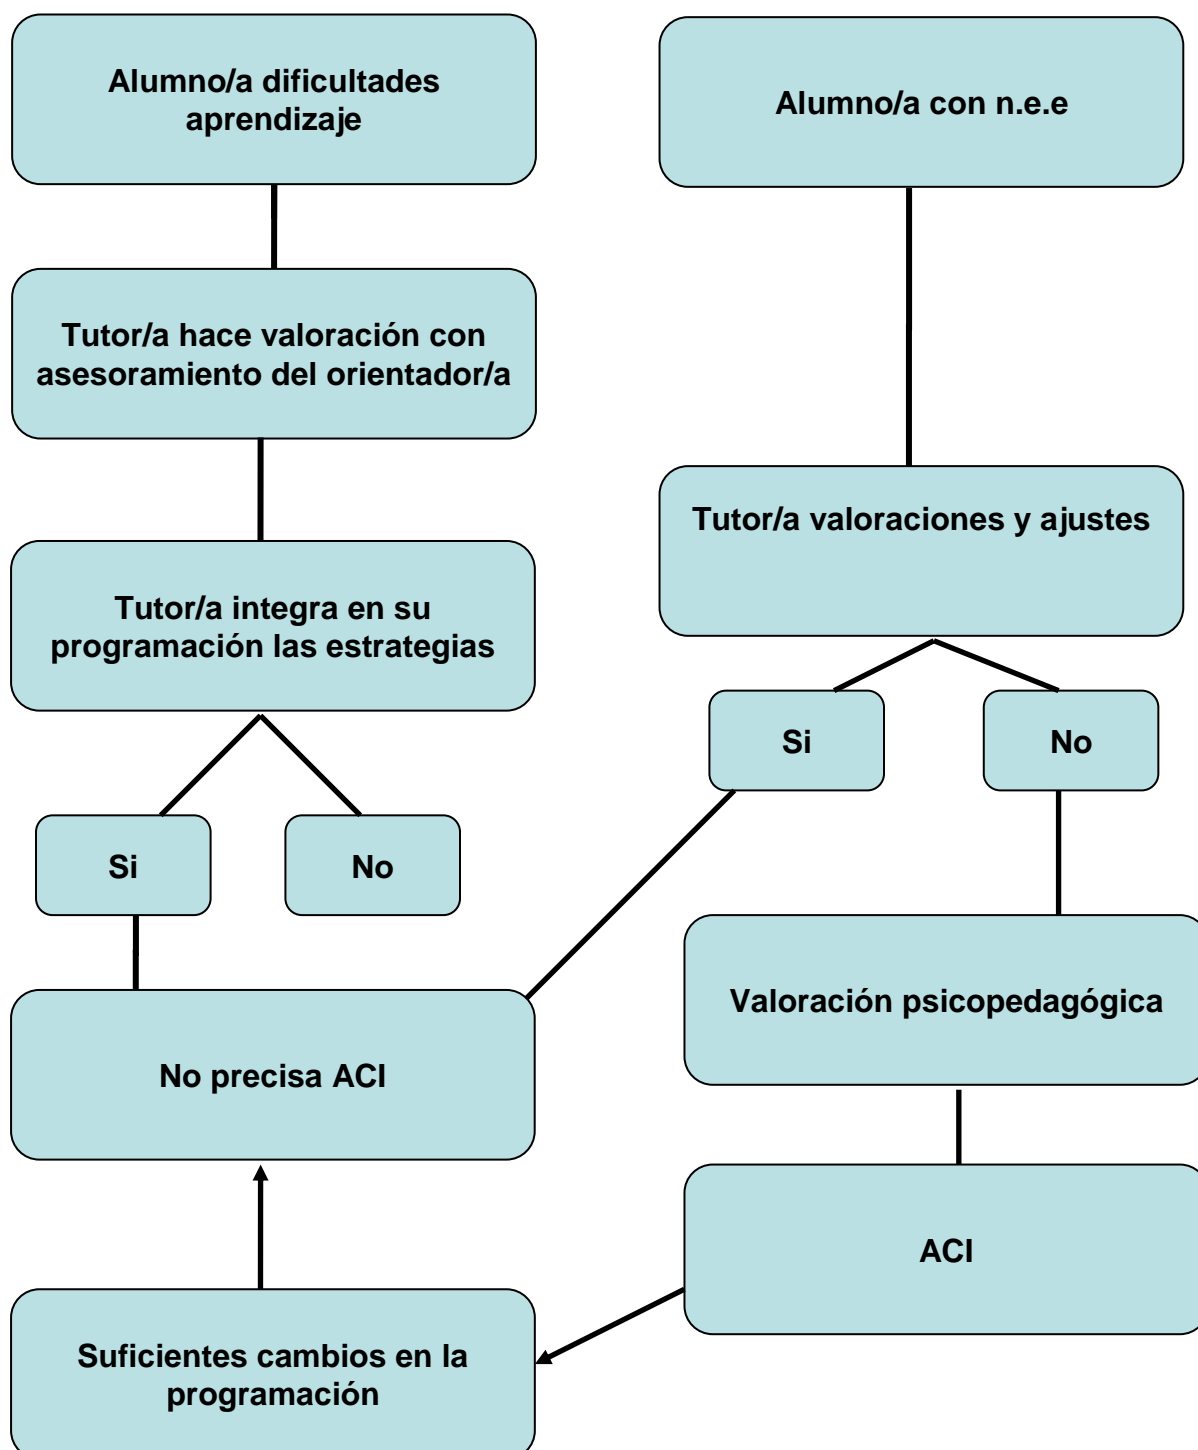 Alumno/a dificultades
aprendizaje
Alumno/a con n.e.e
Tutor/a hace valoración con
asesoramiento del orientador/a
Tutor/a valoraciones y ajustes
Tutor/a integra en su
programación las estrategias
Si
No
Si
No
Valoración psicopedagógica
No precisa ACI
ACI
Suficientes cambios en la
programación